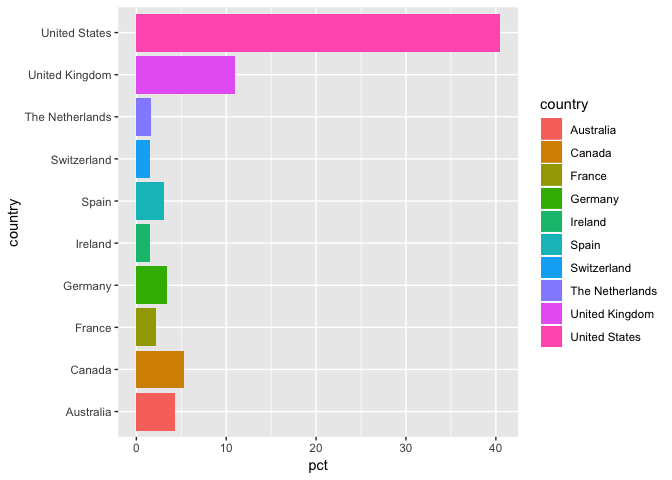 United States
United Kingdom
The Netherlands
Switzerland
Spain
Ireland
Germany
France
Canada
Australia
country
0 10 20 30 40
pct
country
Australia
Canada
France
Germany
Ireland
Spain
Switzerland
The Netherlands
United Kingdom
United States